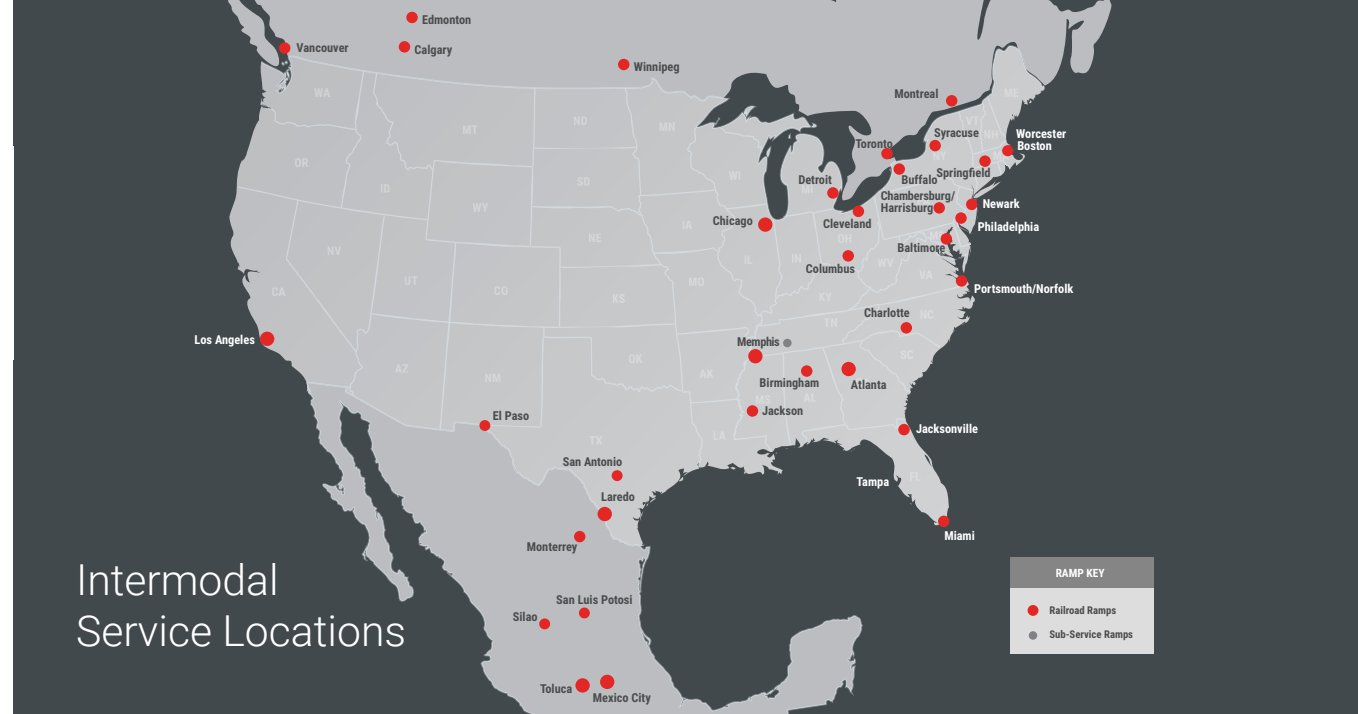 Edmonton
Vancouver
Calgary
Winnipeg
WA
Montreal
ME
MT
ND
MN
VT
NH
Syracuse
Worcester
Boston
OR
Toronto
NY
WI
ID
SD
Detroit
MI
Buffalo
Springfield
WY
Chambersburg/
Harrisburg
Newark
Chicago
Cleveland
IA
Philadelphia
NV
NE
OH
Baltimore
UT
CO
IL
IN
Columbus
WV
VA
CA
KS
MO
KY
Portsmouth/Norfolk
Charlotte
NC
TN
Los Angeles
Memphis
OK
SC
AZ
NM
AK
Birmingham
Atlanta
MS
AL
El Paso
Jackson
TX
LA
Jacksonville
San Antonio
FL
Tampa
Laredo
Miami
Monterrey
Intermodal
Service Locations
San Luis Potosi
Silao
Toluca
Mexico City
RAMP KEY
Railroad Ramps
Sub-Service Ramps